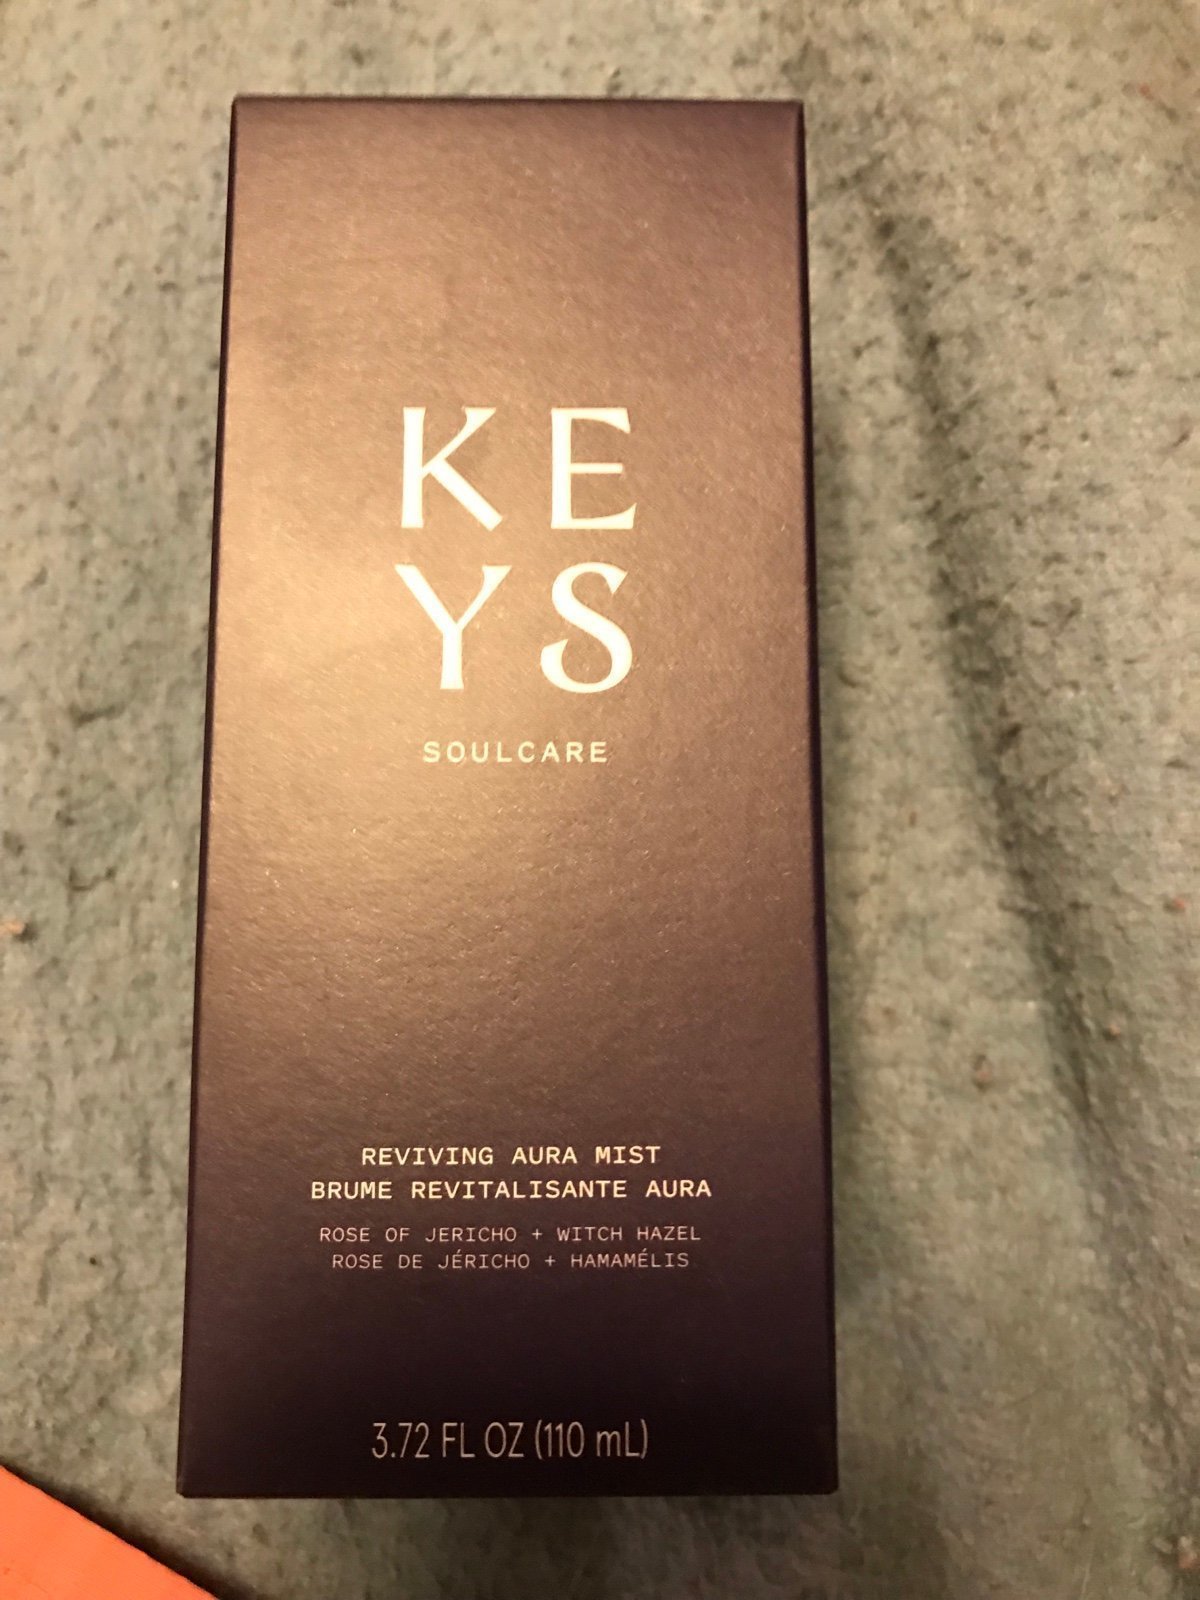 KE
YS
SOULCARE
REVIVING AURA MIST
BRUME REVITALISANTE AURA
ROSE OF JERICHO + WITCH HAZEL
ROSE DE JÉRICHO + HAMAMÉLIS
3.72 FL OZ (110 mL)